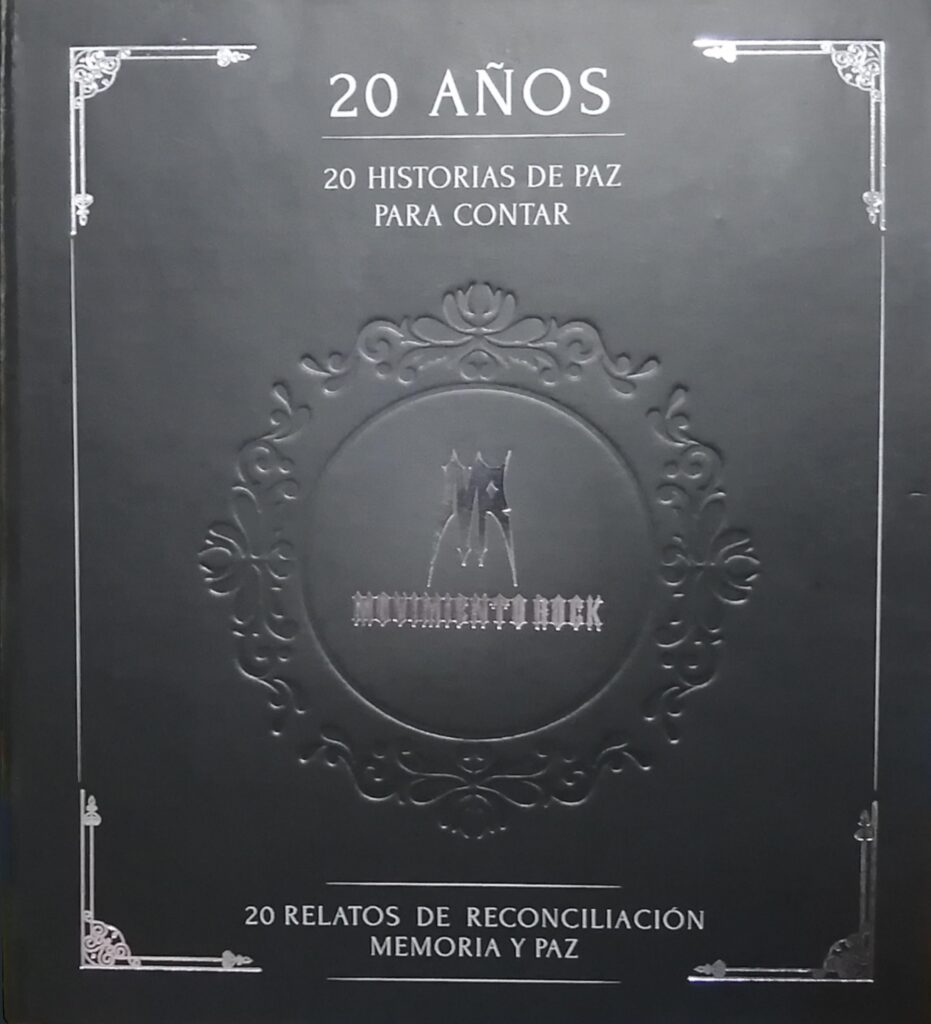 20 AÑOS
20 HISTORIAS DE PAZ
PARA CONTAR
MOVIMIENTO ROCK
20 RELATOS DE RECONCILIACIÓN
MEMORIA Y PAZ